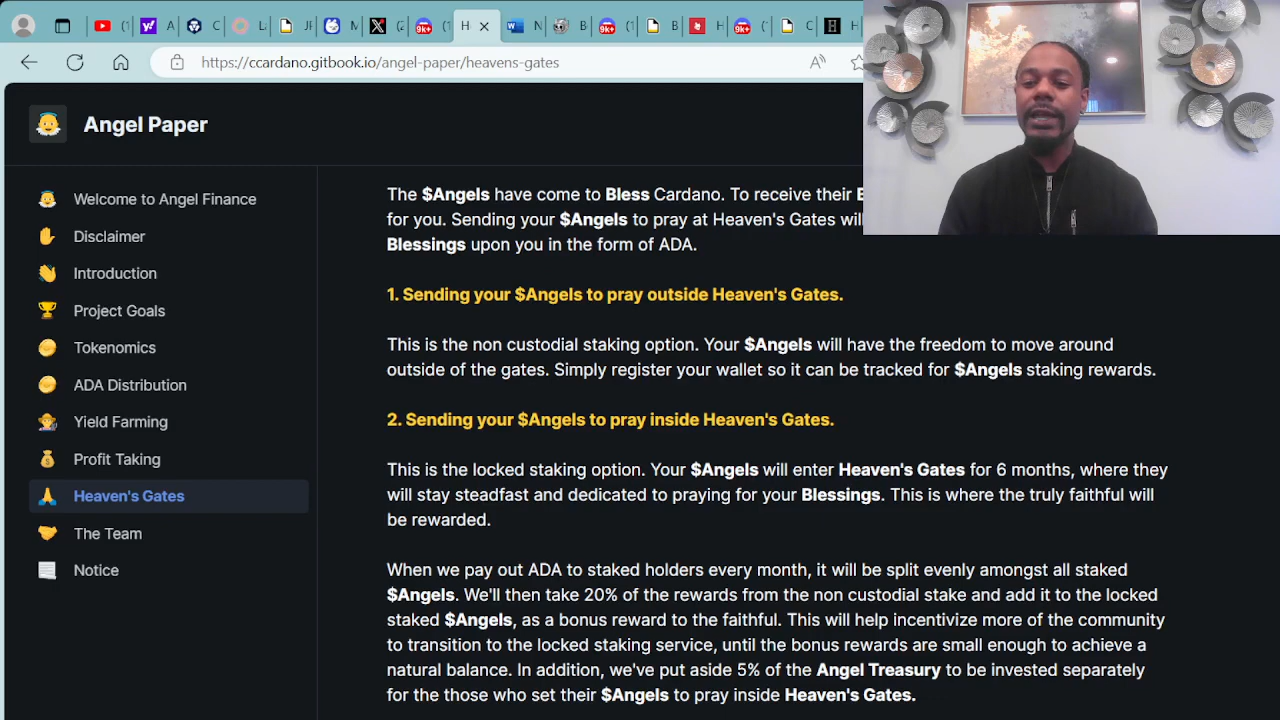 9k+
9k+
9k+
H
https://ccardano.gitbook.io/angel-paper/heavens-gates
Angel Paper
Welcome to Angel Finance
Disclaimer
Introduction
Project Goals
Tokenomics
ADA Distribution
Yield Farming
Profit Taking
Heaven's Gates
The Team
Notice
The $Angels have come to Bless Cardano. To receive their
for you. Sending your $Angels to pray at Heaven's Gates will
Blessings upon you in the form of ADA.
1. Sending your $Angels to pray outside Heaven's Gates.
This is the non custodial staking option. Your $Angels will have the freedom to move around
outside of the gates. Simply register your wallet so it can be tracked for $Angels staking rewards.
2. Sending your $Angels to pray inside Heaven's Gates.
This is the locked staking option. Your $Angels will enter Heaven's Gates for 6 months, where they
will stay steadfast and dedicated to praying for your Blessings. This is where the truly faithful will
be rewarded.
When we pay out ADA to staked holders every month, it will be split evenly amongst all staked
$Angels. We'll then take 20% of the rewards from the non custodial stake and add it to the locked
staked $Angels, as a bonus reward to the faithful. This will help incentivize more of the community
to transition to the locked staking service, until the bonus rewards are small enough to achieve a
natural balance. In addition, we've put aside 5% of the Angel Treasury to be invested separately
for the those who set their $Angels to pray inside Heaven's Gates.